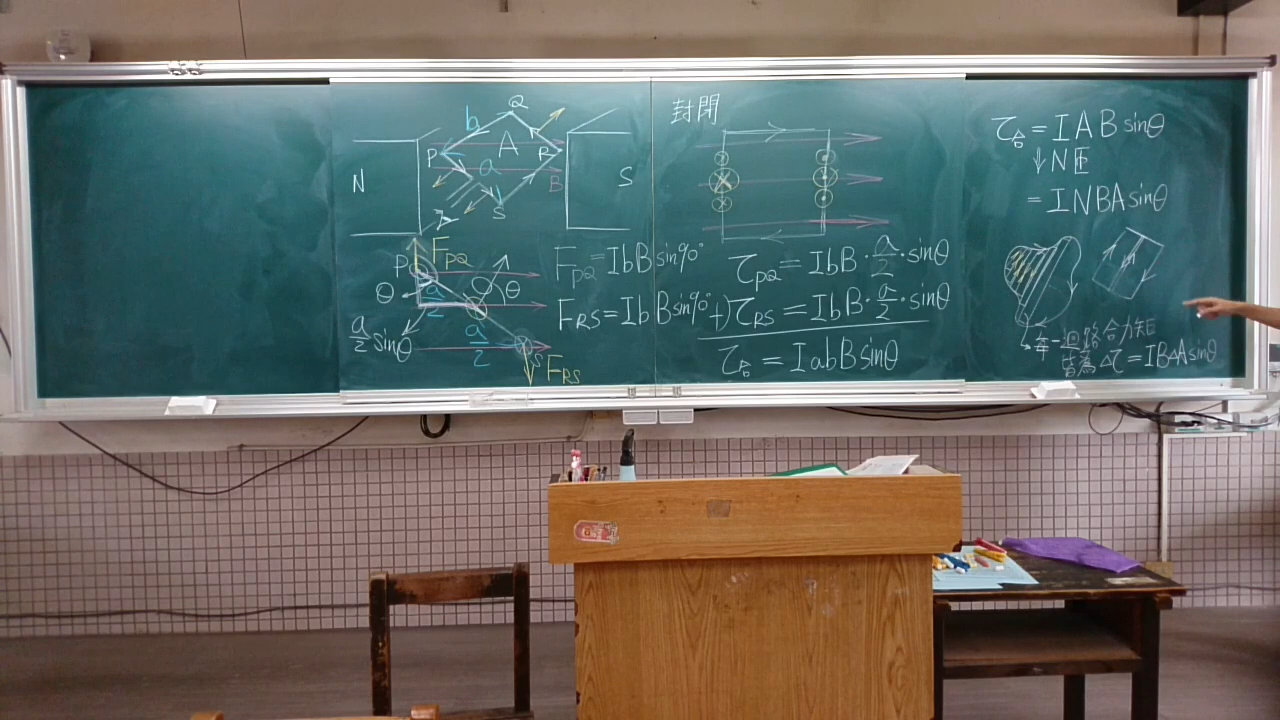 Q
b
A
P
R
a
B
S
N
S
F_PQ
P
θ
a/2
θ
a/2 sinθ
a/2
S
F_RS
F_PQ = IbB sin90°
F_RS = IbB sin90°
封閉
τ_PQ = IbB · a/2 · sinθ
+) τ_RS = IbB · a/2 · sinθ
τ_合 = IabB sinθ
τ_合 = IAB sinθ
↓N匝
= INBA sinθ
每一迴路合力矩
皆為 Δτ = IBΔA sinθ